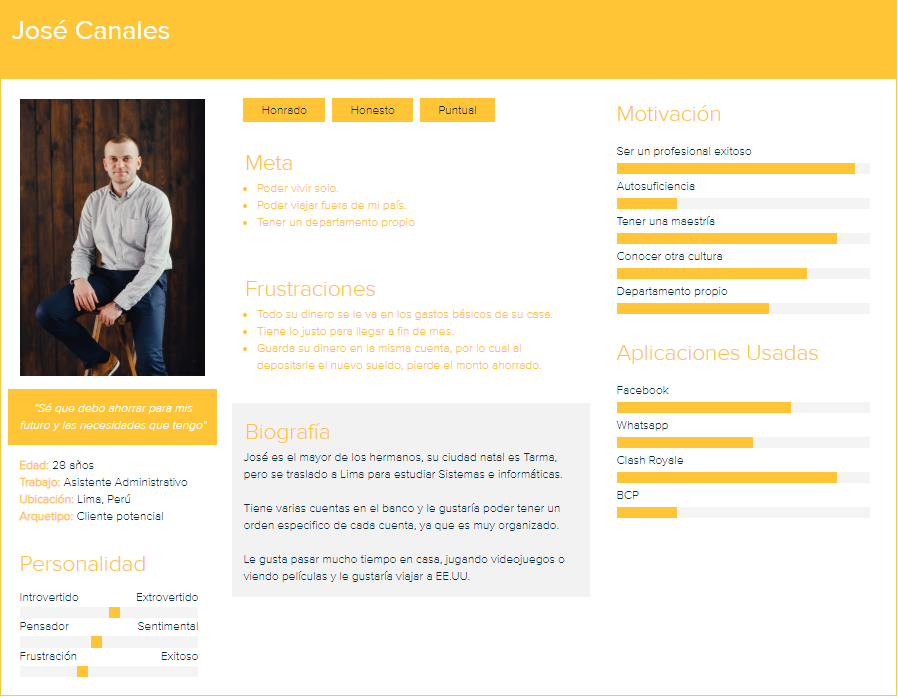 José Canales
"Sé que debo ahorrar para mis
futuro y las necesidades que tengo"
Edad: 28 años
Trabajo: Asistente Administrativo
Ubicación: Lima, Perú
Arquetipo: Cliente potencial
Personalidad
Introvertido Extrovertido
Pensador Sentimental
Frustración Exitoso
Honrado Honesto Puntual
Meta
Poder vivir solo.
Poder viajar fuera de mi país.
Tener un departamento propio
Frustraciones
Todo su dinero se le va en los gastos básicos de su casa.
Tiene lo justo para llegar a fin de mes.
Guarda su dinero en la misma cuenta, por lo cual al
depositarle el nuevo sueldo, pierde el monto ahorrado.
Biografía
José es el mayor de los hermanos, su ciudad natal es Tarma,
pero se traslado a Lima para estudiar Sistemas e informáticas.
Tiene varias cuentas en el banco y le gustaría poder tener un
orden especifico de cada cuenta, ya que es muy organizado.
Le gusta pasar mucho tiempo en casa, jugando videojuegos o
viendo películas y le gustaría viajar a EE.UU.
Motivación
Ser un profesional exitoso
Autosuficiencia
Tener una maestría
Conocer otra cultura
Departamento propio
Aplicaciones Usadas
Facebook
Whatsapp
Clash Royale
BCP